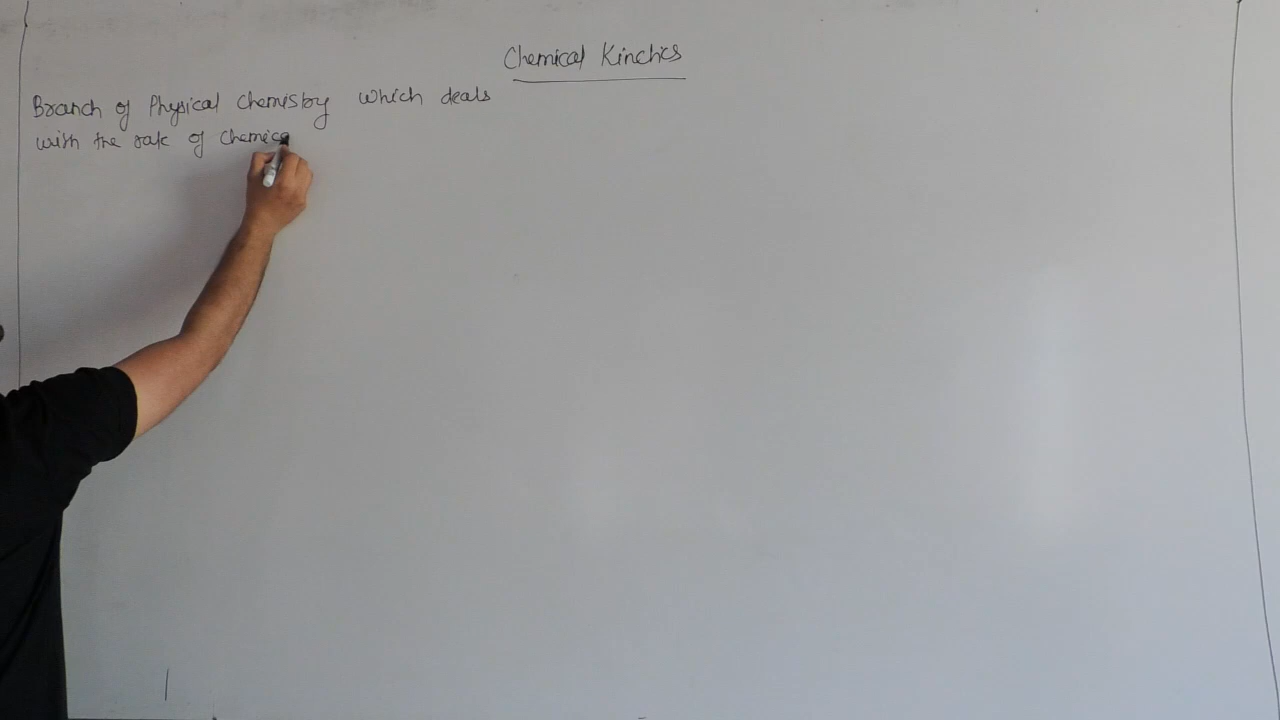 Chemical Kinetics
Branch of Physical Chemistry which deals
with the rate of Chemica